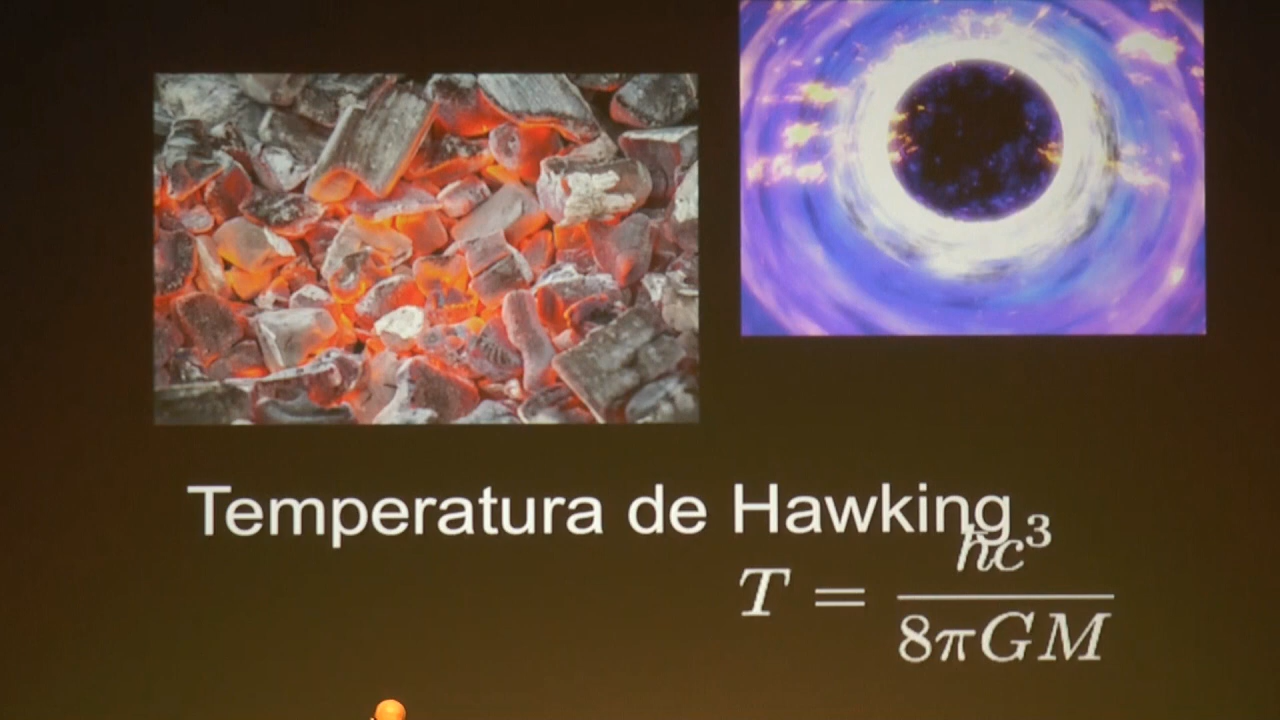 Temperatura de Hawking
T = ħc³ / 8πGM